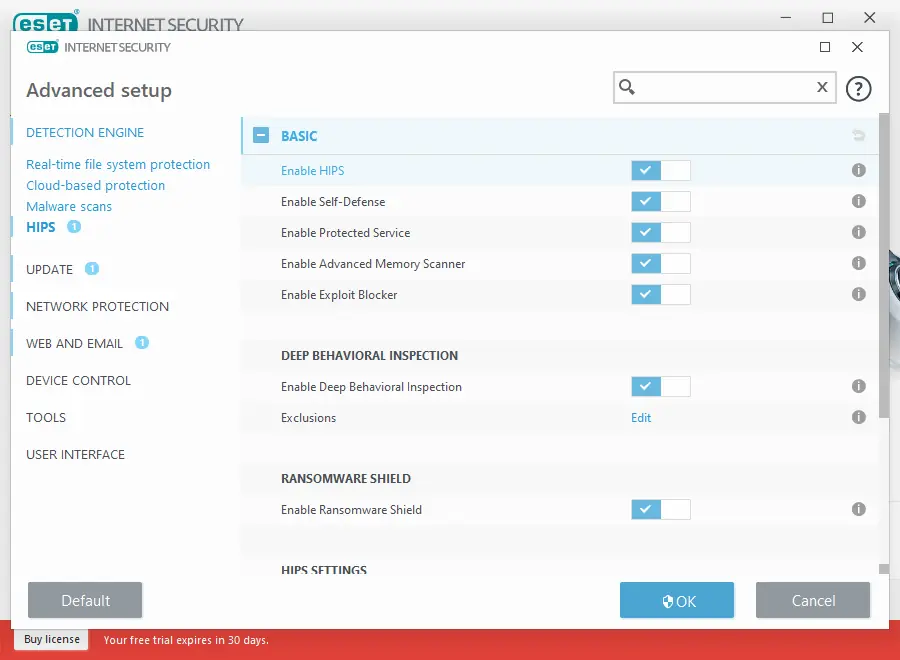 eset INTERNET SECURITY
eset INTERNET SECURITY
Advanced setup
X
?
DETECTION ENGINE
Real-time file system protection
Cloud-based protection
Malware scans
HIPS 1
UPDATE 1
NETWORK PROTECTION
WEB AND EMAIL 1
DEVICE CONTROL
TOOLS
USER INTERFACE
BASIC
Enable HIPS
Enable Self-Defense
Enable Protected Service
Enable Advanced Memory Scanner
Enable Exploit Blocker
DEEP BEHAVIORAL INSPECTION
Enable Deep Behavioral Inspection
Exclusions Edit
RANSOMWARE SHIELD
Enable Ransomware Shield
HIPS SETTINGS
Default
OK
Cancel
Buy license Your free trial expires in 30 days.